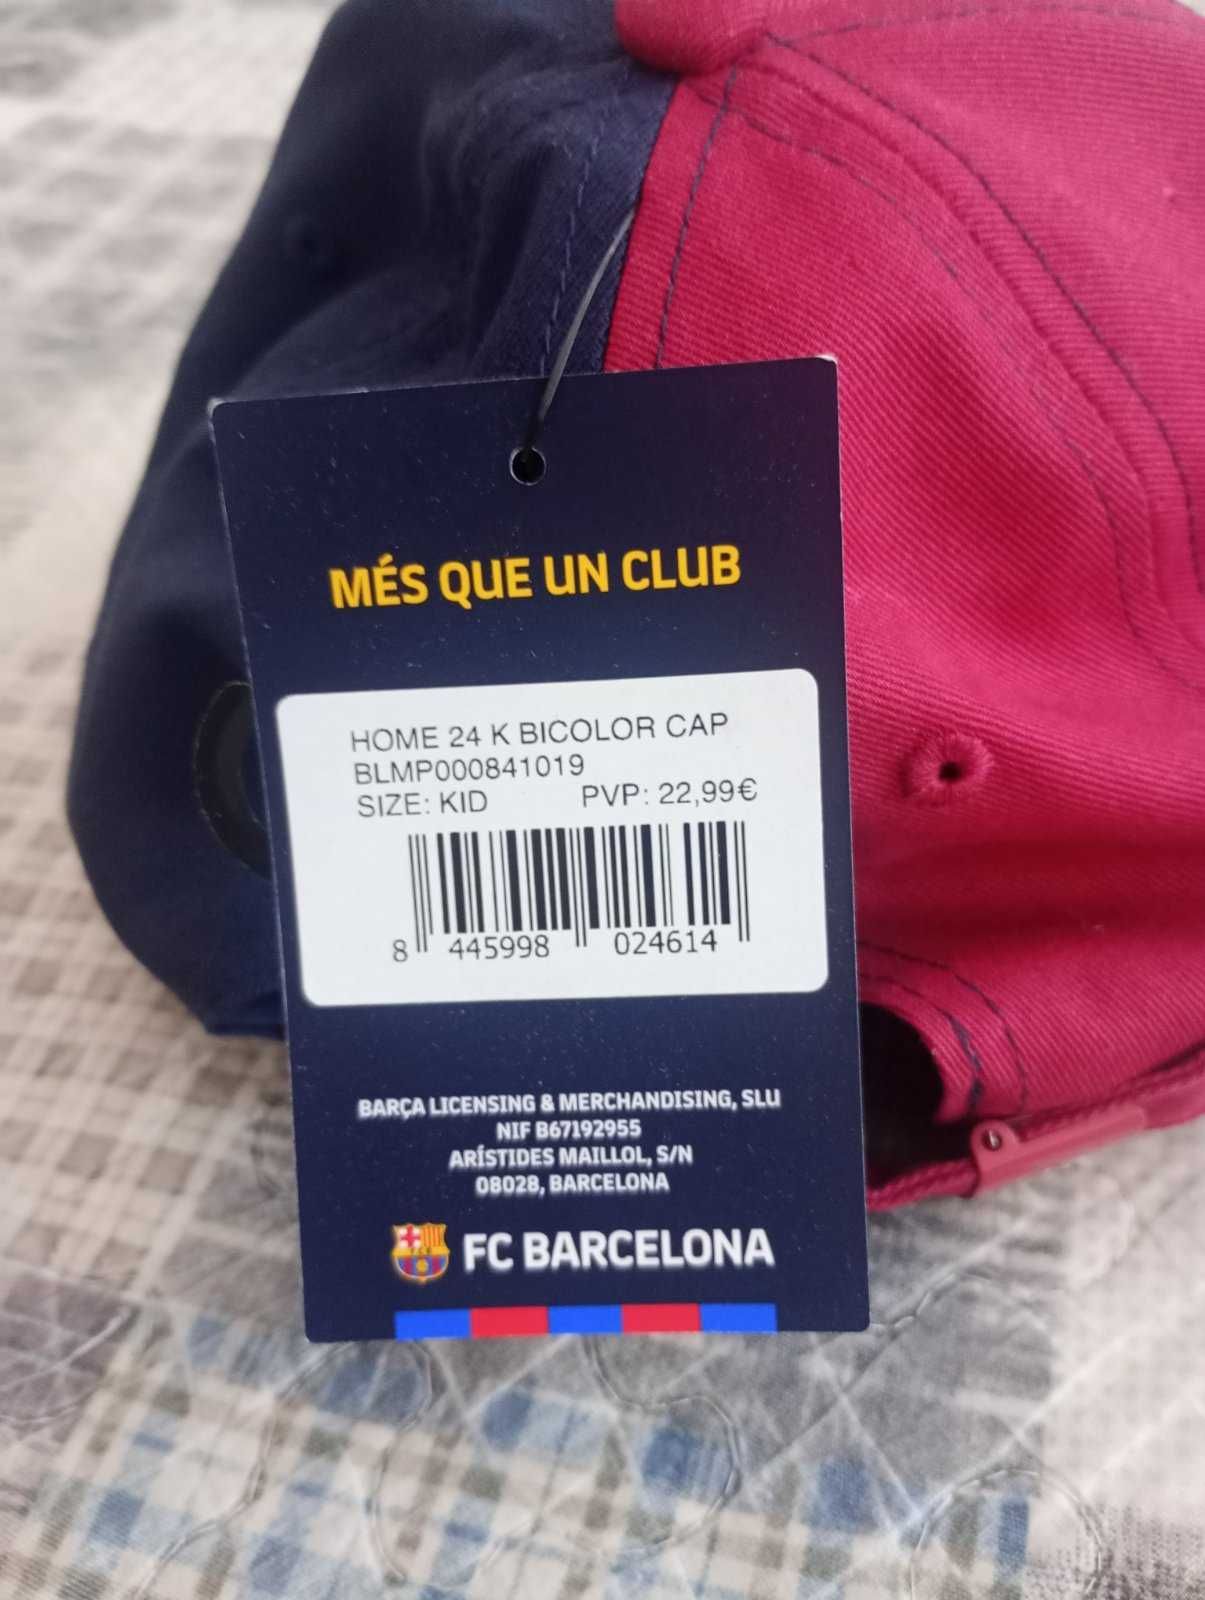 MÉS QUE UN CLUB
HOME 24 K BICOLOR CAP
BLMP000841019
SIZE: KID PVP: 22,99€
8 445998 024614
BARÇA LICENSING & MERCHANDISING, SLU
NIF B67192955
ARÍSTIDES MAILLOL, S/N
08028, BARCELONA
FCB
FC BARCELONA